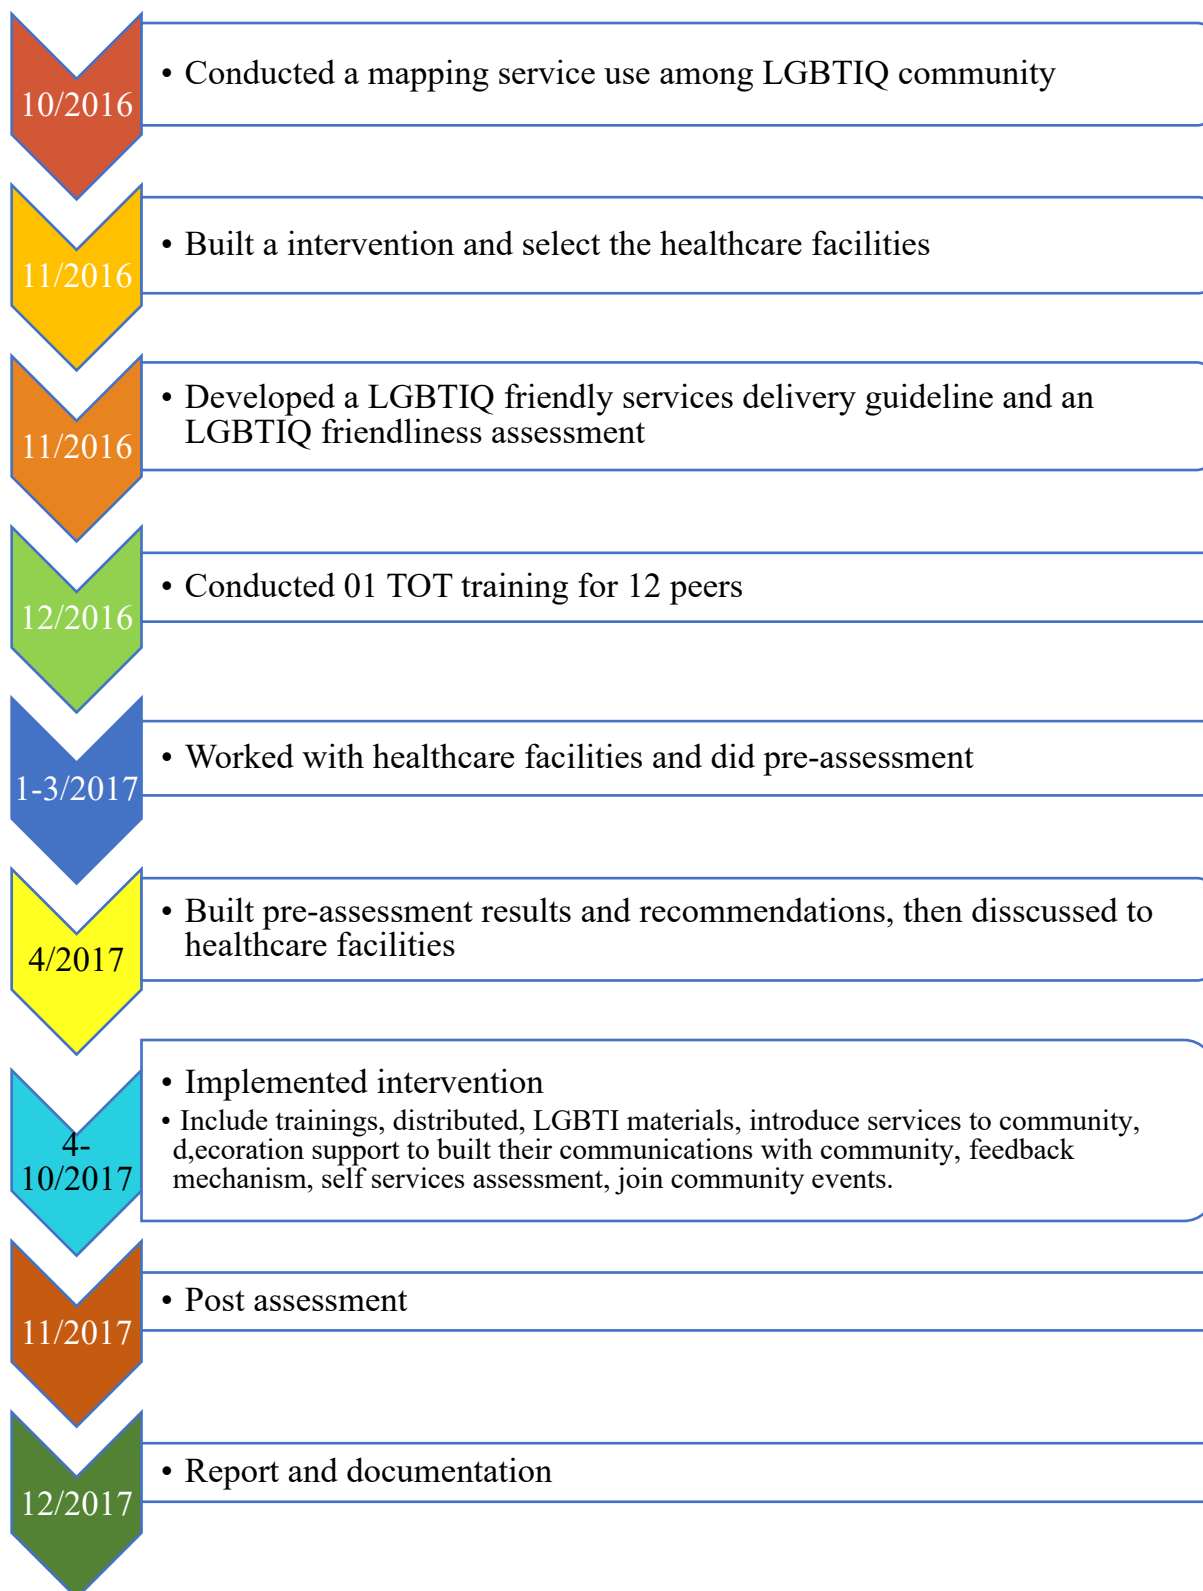 10/2016
• Conducted a mapping service use among LGBTIQ community
11/2016
• Built a intervention and select the healthcare facilities
11/2016
• Developed a LGBTIQ friendly services delivery guideline and an
LGBTIQ friendliness assessment
12/2016
• Conducted 01 TOT training for 12 peers
1-3/2017
• Worked with healthcare facilities and did pre-assessment
4/2017
• Built pre-assessment results and recommendations, then disscussed to
healthcare facilities
4-
10/2017
• Implemented intervention
• Include trainings, distributed, LGBTI materials, introduce services to community,
d,ecoration support to built their communications with community, feedback
mechanism, self services assessment, join community events.
11/2017
• Post assessment
12/2017
• Report and documentation